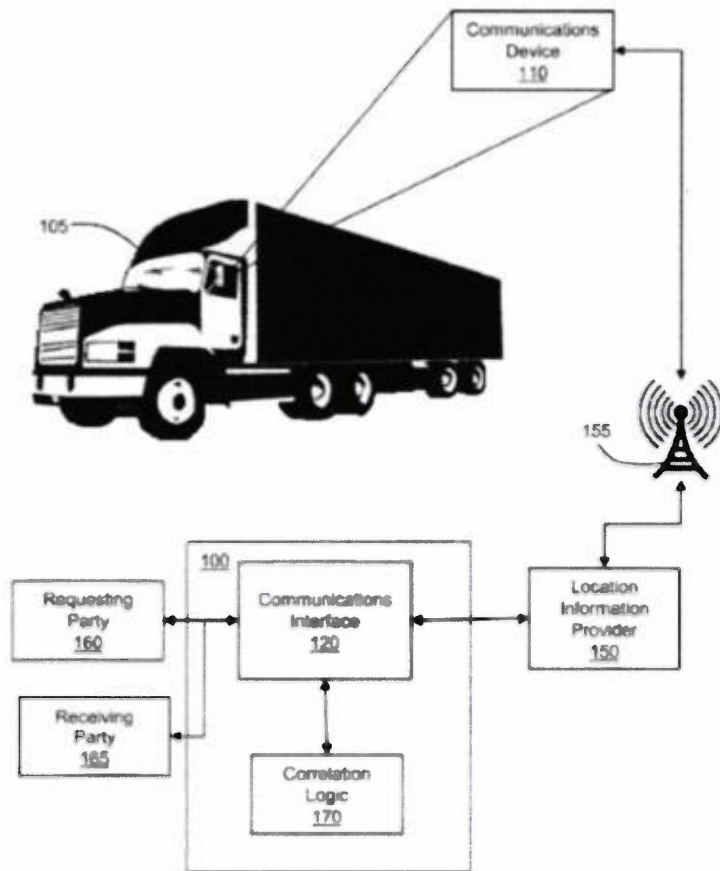 Communications
Device
110
105
155
100
Communications
Interface
120
Requesting
Party
160
Location
Information
Provider
150
Receiving
Party
165
Correlation
Logic
170